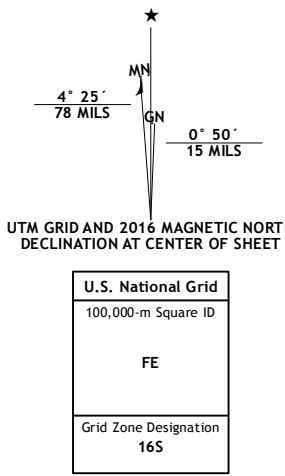 MN
GN
4° 25´
78 MILS
0° 50´
15 MILS
UTM GRID AND 2016 MAGNETIC NORT
DECLINATION AT CENTER OF SHEET
U.S. National Grid
100,000-m Square ID
FE
Grid Zone Designation
16S